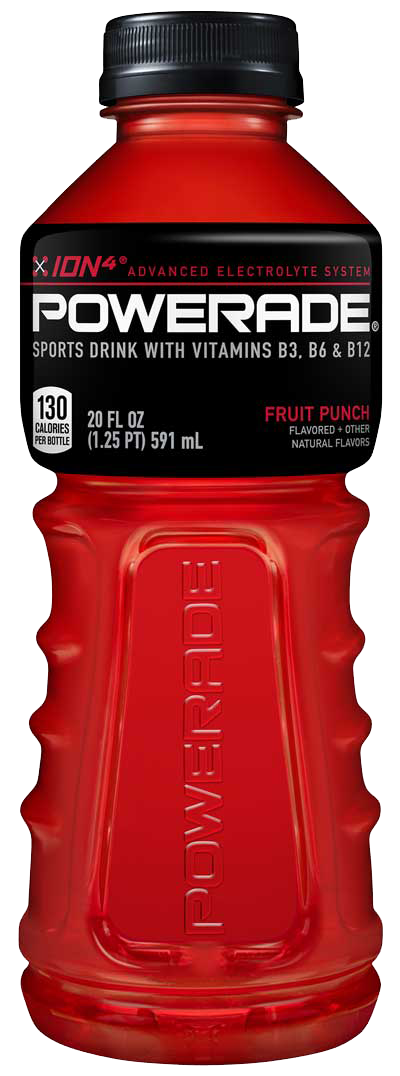 ION4® ADVANCED ELECTROLYTE SYSTEM
POWERADE®
SPORTS DRINK WITH VITAMINS B3, B6 & B12
130
CALORIES
PER BOTTLE
20 FL OZ
(1.25 PT) 591 mL
FRUIT PUNCH
FLAVORED + OTHER
NATURAL FLAVORS
POWERADE